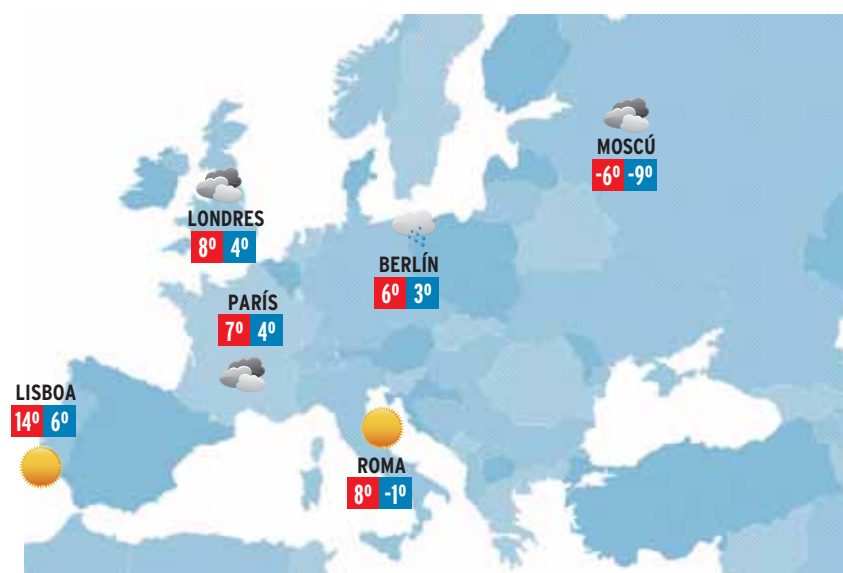 MOSCÚ
-6º -9º
LONDRES
8º 4º
BERLÍN
6º 3º
PARÍS
7º 4º
LISBOA
14º 6º
ROMA
8º -1º